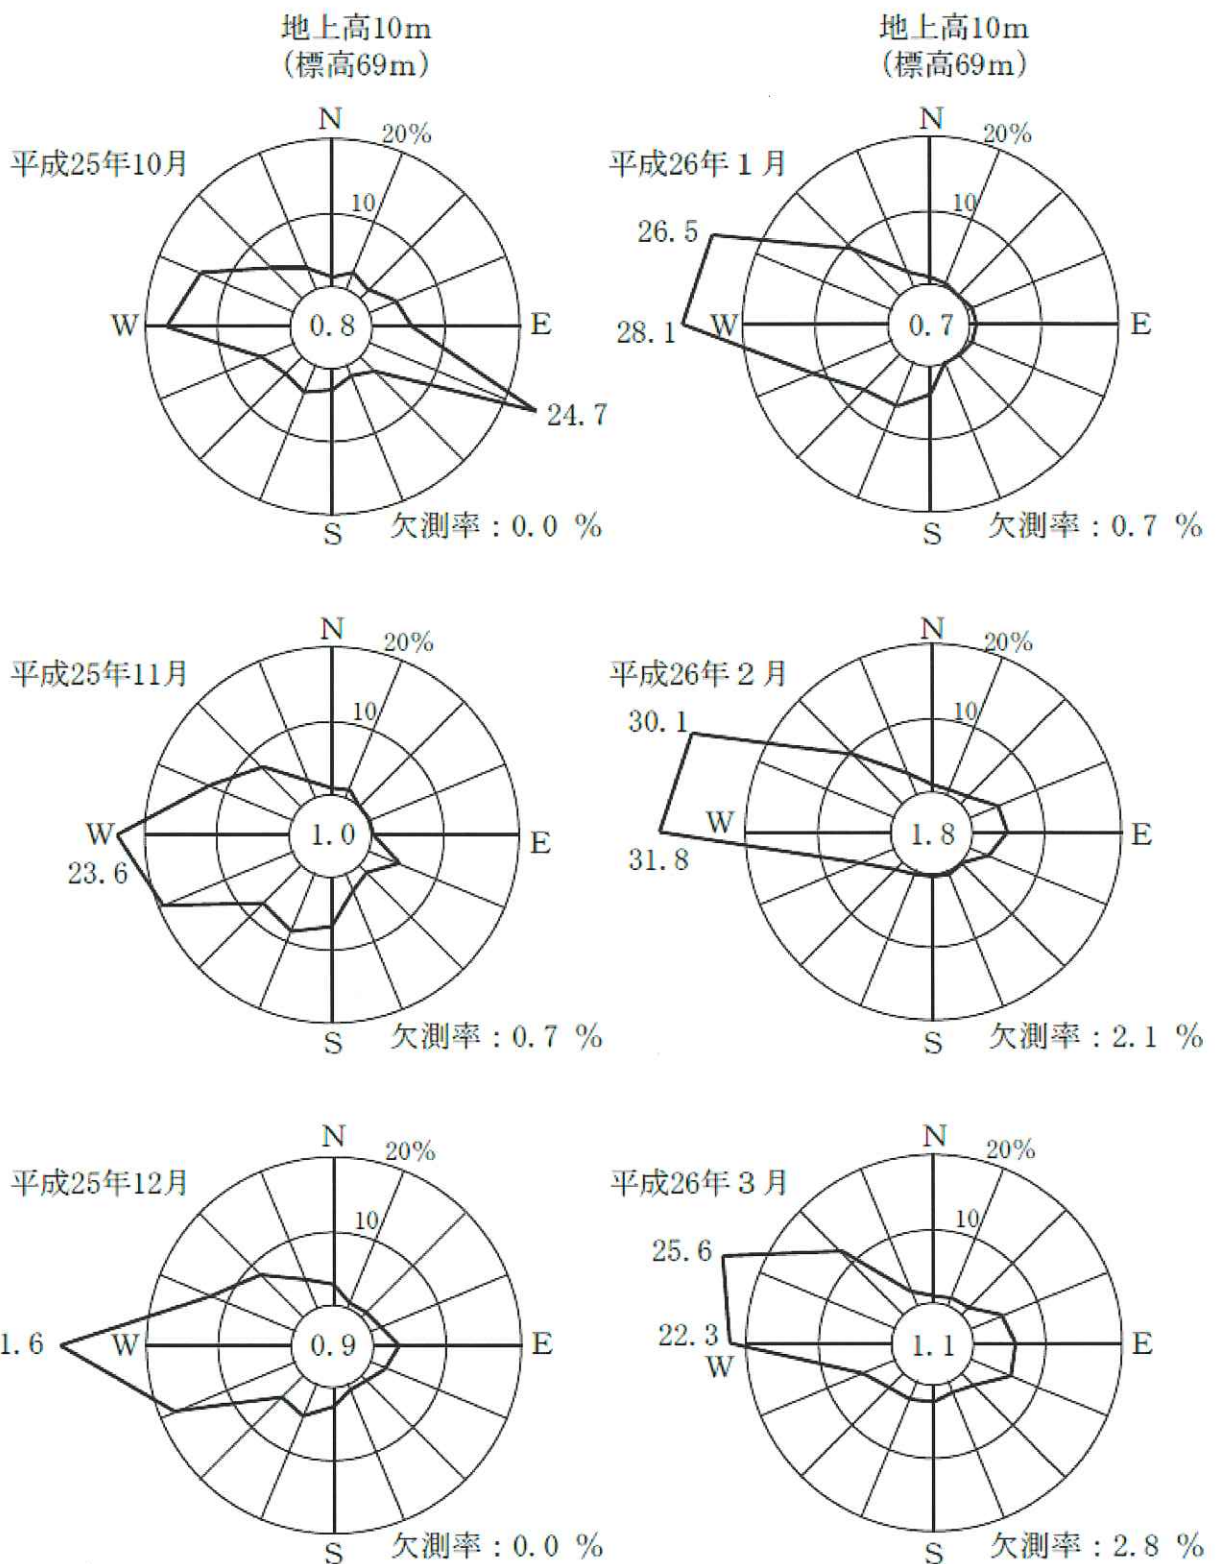 地上高10m
(標高69m)
平成25年10月
N
20%
10
W
0.8
E
24.7
S
欠測率：0.0 %
平成25年11月
N
20%
10
W
1.0
E
23.6
S
欠測率：0.7 %
平成25年12月
N
20%
10
1.6
W
0.9
E
S
欠測率：0.0 %
地上高10m
(標高69m)
平成26年1月
N
20%
10
26.5
28.1
W
0.7
E
S
欠測率：0.7 %
平成26年2月
N
20%
10
30.1
W
1.8
E
31.8
S
欠測率：2.1 %
平成26年3月
N
20%
10
25.6
22.3
W
1.1
E
S
欠測率：2.8 %